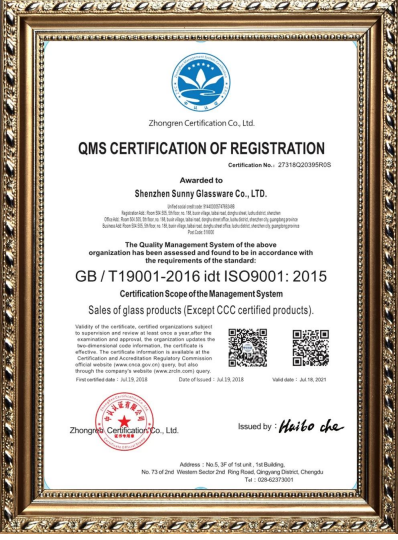 Zhongren Certification Co., Ltd.
QMS CERTIFICATION OF REGISTRATION
Certification No.: 27318Q20395R0S
Awarded to
Shenzhen Sunny Glassware Co., LTD.
The Quality Management System of the above
organization has been assessed and found to be in accordance with
the requirements of the standard:
GB / T19001-2016 idt ISO9001: 2015
Certification Scope of the Management System
Sales of glass products (Except CCC certified products).
Validity of the certificate, certified organizations subject
to supervision and review at least once a year,after the
examination and approval, the organization updates the
two-dimensional code information, the certificate is
effective. The certificate information is available at the
Certification and Accreditation Regulatory Commission
official website (www.cnca.gov.cn) query, but also
through the company's website (www.zrcln.com) query
First certified date : Jul.19, 2018
Date of Issued : Jul.19, 2018
Valid date : Jul 18, 2021
Zhongren Certification Co., Ltd.
Issued by : Haibo che
Address : No.5, 3F of 1st unit , 1st Building,
No. 73 of 2nd Western Sector 2nd Ring Road, Qingyang District, Chengdu
Tel : 028-62373001